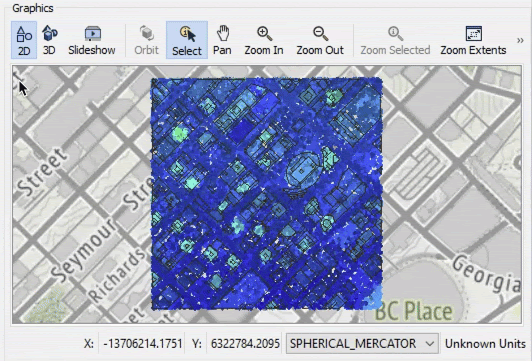 Graphics
2D 3D Slideshow Orbit Select Pan Zoom In Zoom Out Zoom Selected Zoom Extents »
Street
Seymour Str
Richards
Georgia
BC Place
X: -13706214.1751 Y: 6322784.2095 SPHERICAL_MERCATOR Unknown Units